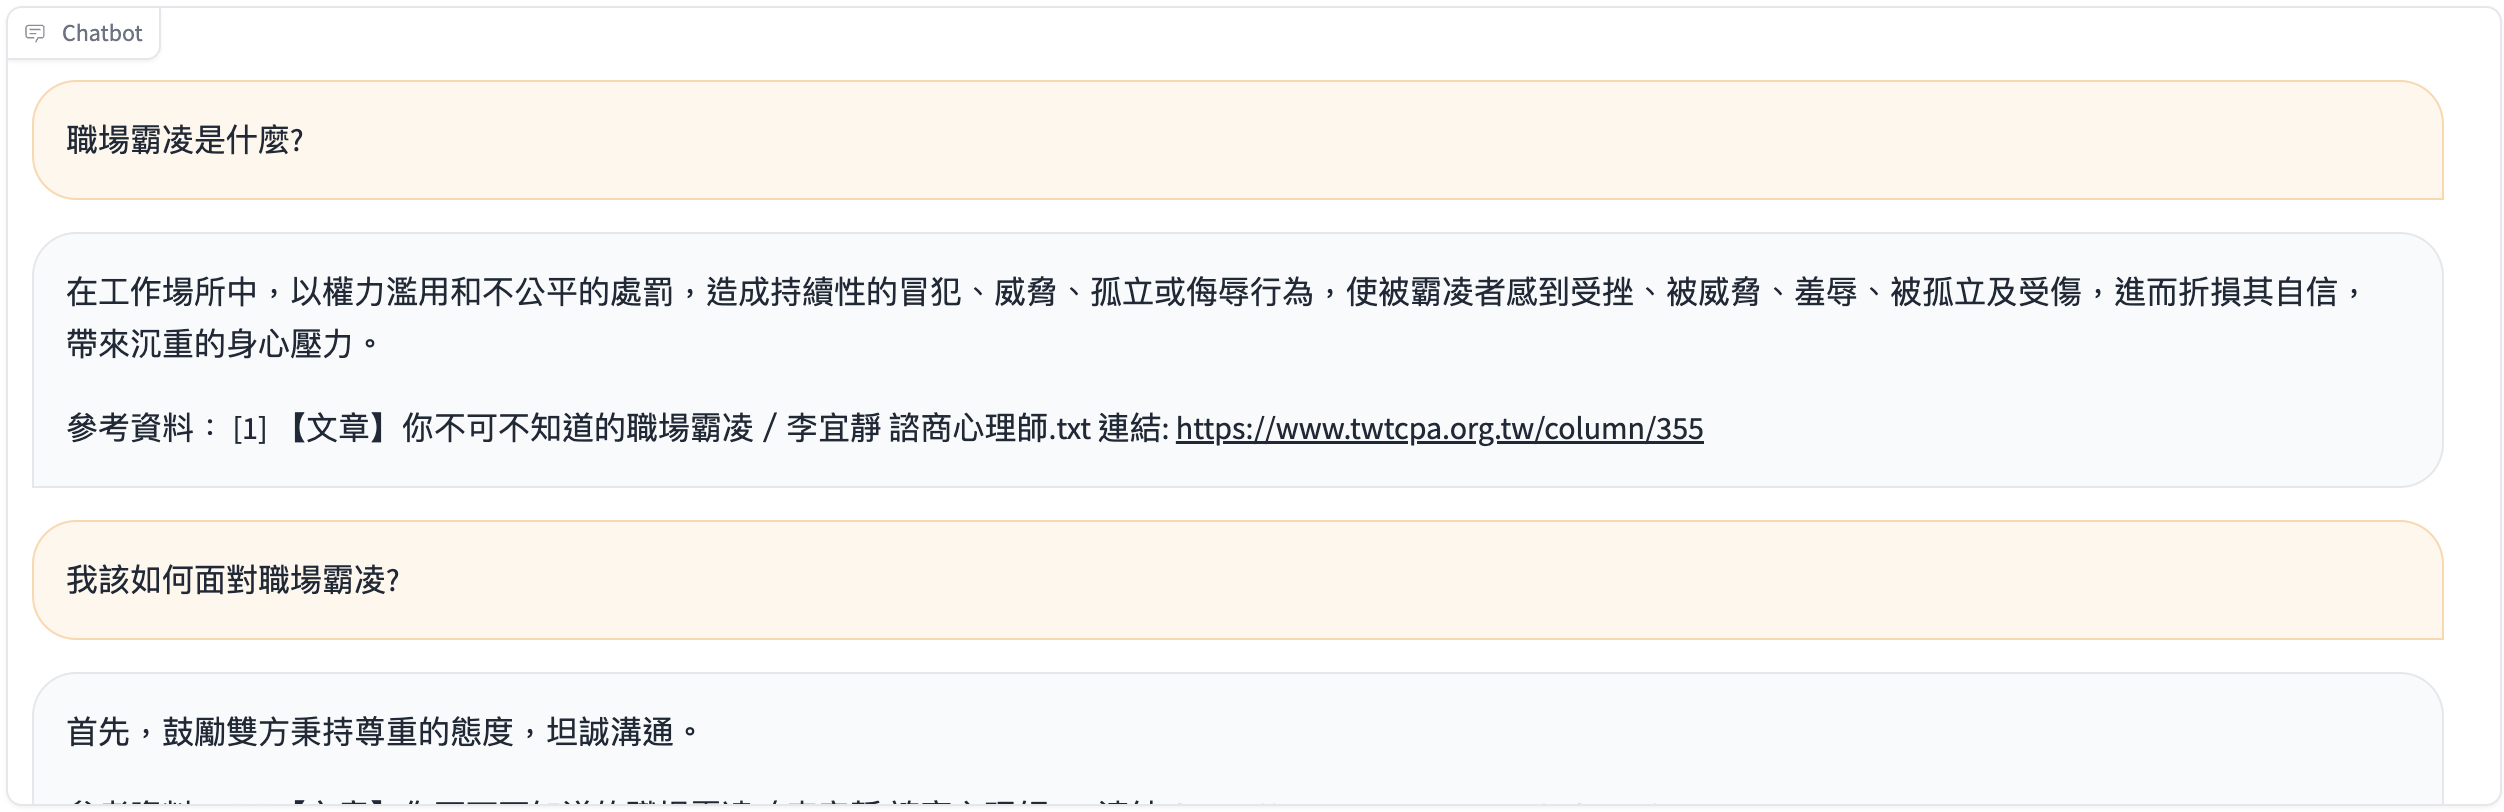 Chatbot
職場霸凌是什麼?
在工作場所中，以權力濫用和不公平的處罰，造成持續性的冒犯、威脅、孤立或侮辱行為，使被霸凌者感到受挫、被威脅、羞辱、被孤立及受傷，進而折損其自信，
帶來沉重的身心壓力。
參考資料： [1] 【文章】你不可不知道的職場霸凌 / 李宜靜 諮商心理師.txt 連結: https://www.twtcpa.org.tw/column/355
我該如何面對職場霸凌?
首先，鼓勵雙方秉持尊重的態度，坦誠溝通。